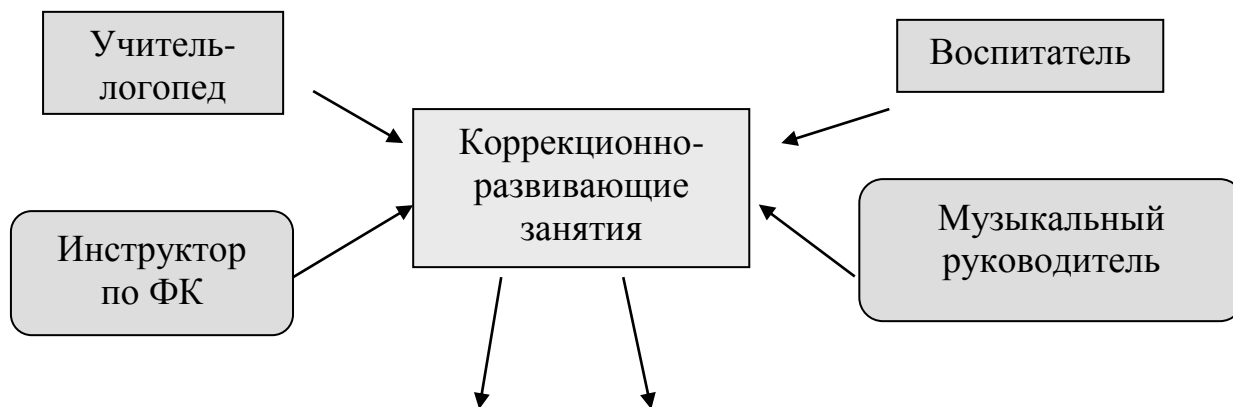 Учитель-
логопед
Воспитатель
Коррекционно-
развивающие
занятия
Инструктор
по ФК
Музыкальный
руководитель